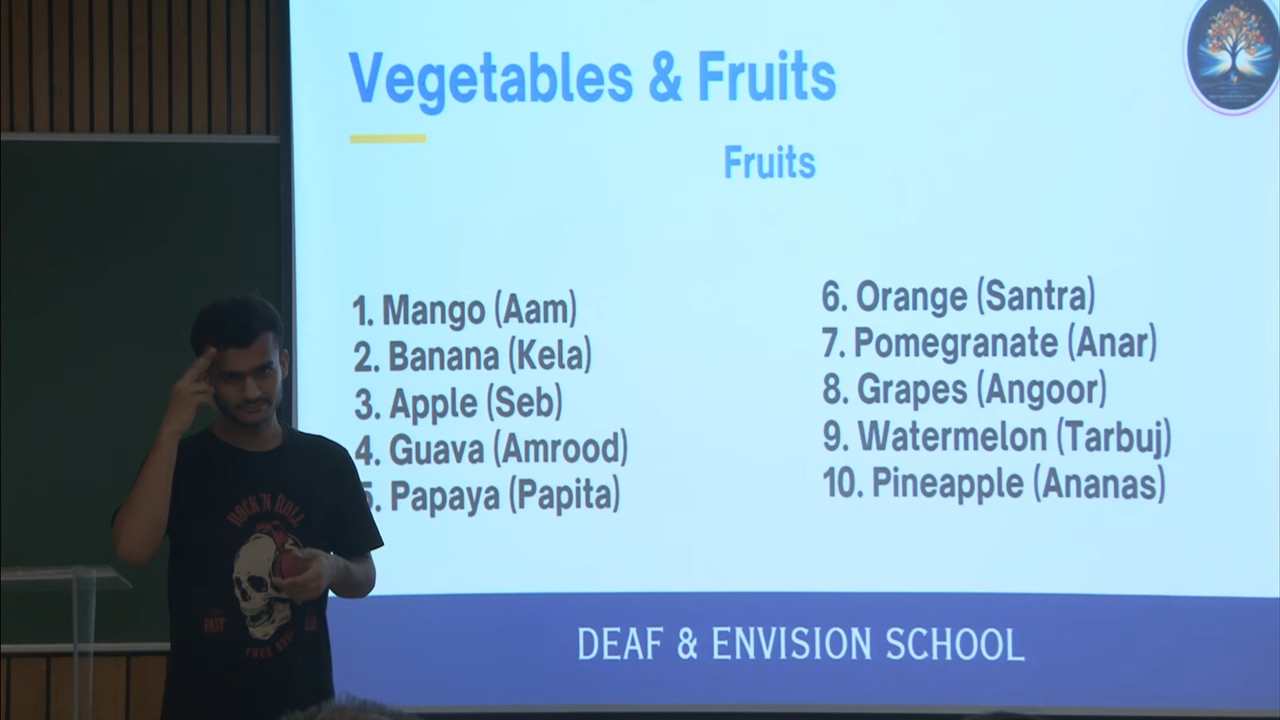 Vegetables & Fruits
Fruits
1. Mango (Aam)
2. Banana (Kela)
3. Apple (Seb)
4. Guava (Amrood)
5. Papaya (Papita)
6. Orange (Santra)
7. Pomegranate (Anar)
8. Grapes (Angoor)
9. Watermelon (Tarbuj)
10. Pineapple (Ananas)
DEAF & ENVISION SCHOOL
ROCK'N ROLL
FAST